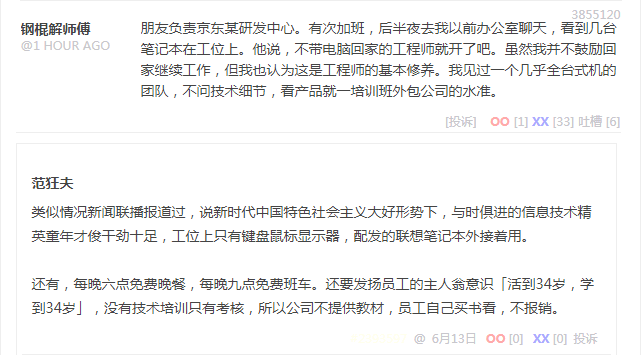 3855120
钢棍解师傅
@1 HOUR AGO
朋友负责京东某研发中心。有次加班，后半夜去我以前办公室聊天，看到几台
笔记本在工位上。他说，不带电脑回家的工程师就开了吧。虽然我并不鼓励回
家继续工作，但我也认为这是工程师的基本修养。我见过一个几乎全台式机的
团队，不问技术细节，看产品就一培训班外包公司的水准。
[投诉] OO [1] XX [33] 吐槽 [6]
范狂夫
类似情况新闻联播报道过，说新时代中国特色社会主义大好形势下，与时俱进的信息技术精
英童年才俊干劲十足，工位上只有键盘鼠标显示器，配发的联想笔记本外接着用。
还有，每晚六点免费晚餐，每晚九点免费班车。还要发扬员工的主人翁意识「活到34岁，学
到34岁」，没有技术培训只有考核，所以公司不提供教材，员工自己买书看，不报销。
@ 6月13日 OO [0] XX [0] 投诉